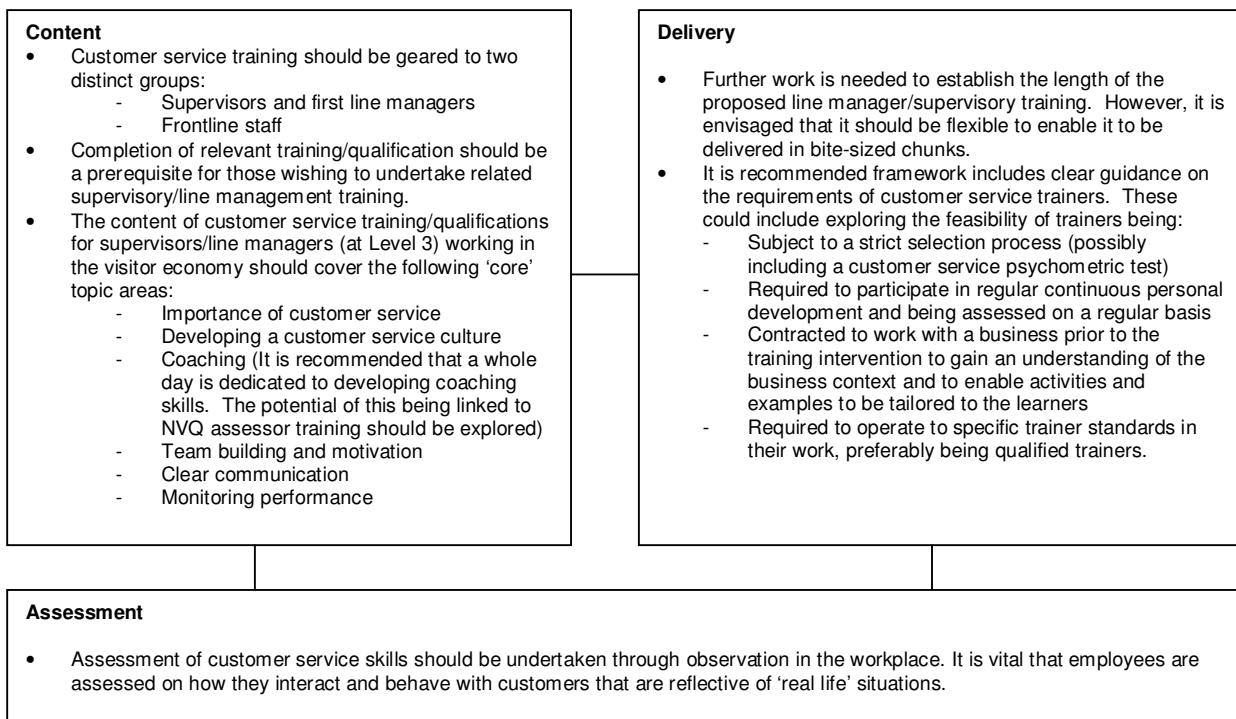 Content
• Customer service training should be geared to two
distinct groups:
- Supervisors and first line managers
- Frontline staff
• Completion of relevant training/qualification should be
a prerequisite for those wishing to undertake related
supervisory/line management training.
• The content of customer service training/qualifications
for supervisors/line managers (at Level 3) working in
the visitor economy should cover the following ‘core’
topic areas:
- Importance of customer service
- Developing a customer service culture
- Coaching (It is recommended that a whole
day is dedicated to developing coaching
skills. The potential of this being linked to
NVQ assessor training should be explored)
- Team building and motivation
- Clear communication
- Monitoring performance
Delivery
• Further work is needed to establish the length of the
proposed line manager/supervisory training. However, it is
envisaged that it should be flexible to enable it to be
delivered in bite-sized chunks.
• It is recommended framework includes clear guidance on
the requirements of customer service trainers. These
could include exploring the feasibility of trainers being:
- Subject to a strict selection process (possibly
including a customer service psychometric test)
- Required to participate in regular continuous personal
development and being assessed on a regular basis
- Contracted to work with a business prior to the
training intervention to gain an understanding of the
business context and to enable activities and
examples to be tailored to the learners
- Required to operate to specific trainer standards in
their work, preferably being qualified trainers.
Assessment
• Assessment of customer service skills should be undertaken through observation in the workplace. It is vital that employees are
assessed on how they interact and behave with customers that are reflective of ‘real life’ situations.